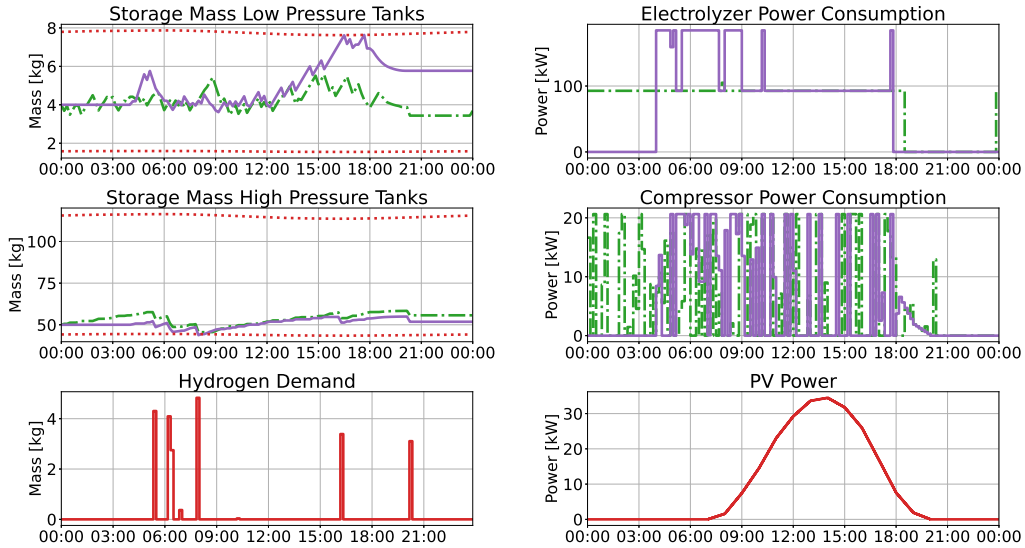 Storage Mass Low Pressure Tanks
Mass [kg]
8
6
4
2
00:00 03:00 06:00 09:00 12:00 15:00 18:00 21:00 00:00
Electrolyzer Power Consumption
Power [kW]
100
0
00:00 03:00 06:00 09:00 12:00 15:00 18:00 21:00 00:00
Storage Mass High Pressure Tanks
Mass [kg]
100
75
50
00:00 03:00 06:00 09:00 12:00 15:00 18:00 21:00 00:00
Compressor Power Consumption
Power [kW]
20
10
0
00:00 03:00 06:00 09:00 12:00 15:00 18:00 21:00 00:00
Hydrogen Demand
Mass [kg]
4
2
0
00:00 03:00 06:00 09:00 12:00 15:00 18:00 21:00
PV Power
Power [kW]
30
20
10
0
00:00 03:00 06:00 09:00 12:00 15:00 18:00 21:00 00:00